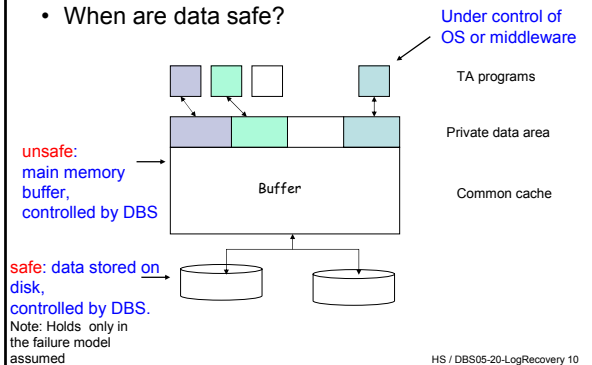 • When are data safe?
Under control of
OS or middleware
TA programs
Private data area
unsafe:
main memory
buffer,
controlled by DBS
Buffer
Common cache
safe: data stored on
disk,
controlled by DBS.
Note: Holds only in
the failure model
assumed
HS / DBS05-20-LogRecovery 10